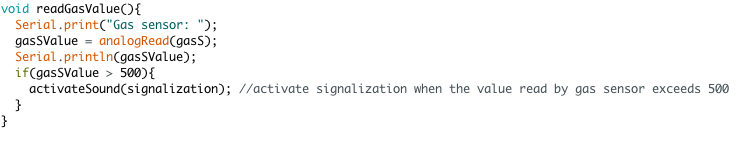 void readGasValue(){
  Serial.print("Gas sensor: ");
  gasSValue = analogRead(gasS);
  Serial.println(gasSValue);
  if(gasSValue > 500){
    activateSound(signalization); //activate signalization when the value read by gas sensor exceeds 500
  }
}